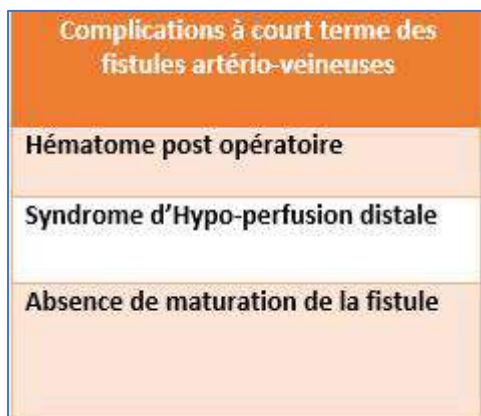 Complications à court terme des
fistules artério-veineuses
Hématome post opératoire
Syndrome d'Hypo-perfusion distale
Absence de maturation de la fistule